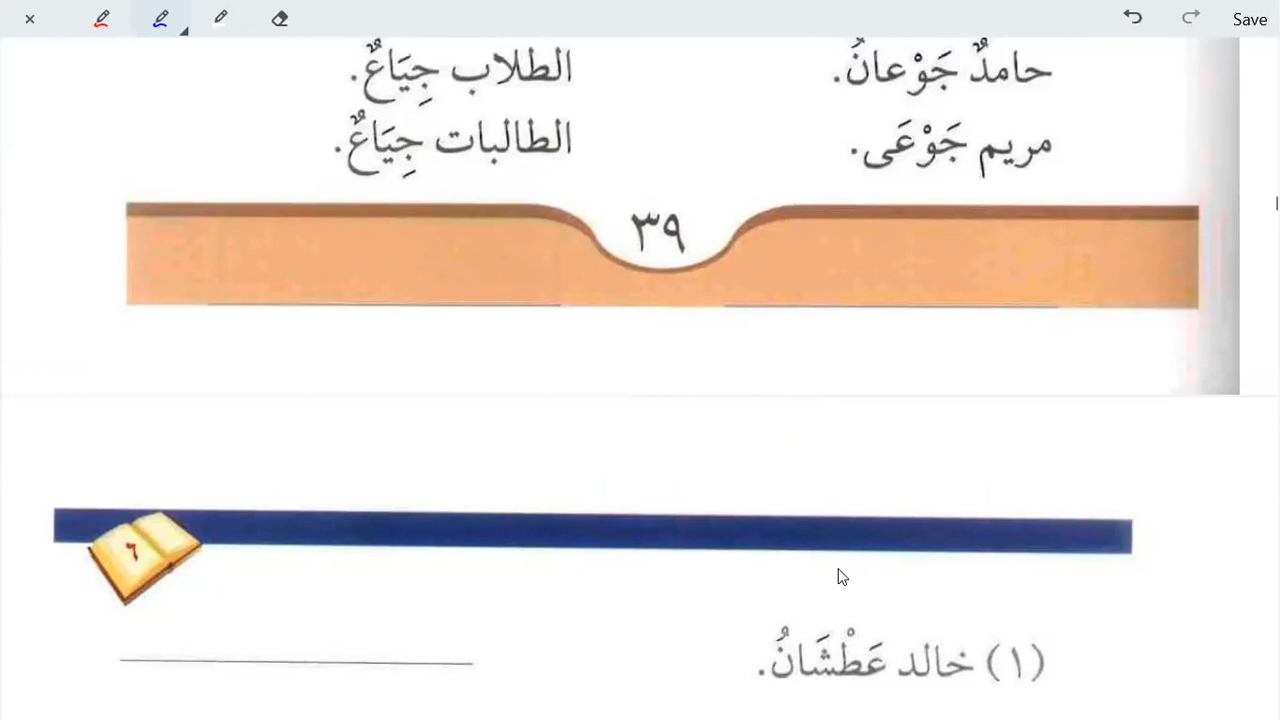 Save
حامدٌ جَوْعانُ. الطلاب جِيَاعٌ.
مريم جَوْعَى. الطالبات جِيَاعٌ.
٣٩
٦
(١) خالد عَطْشَانُ.